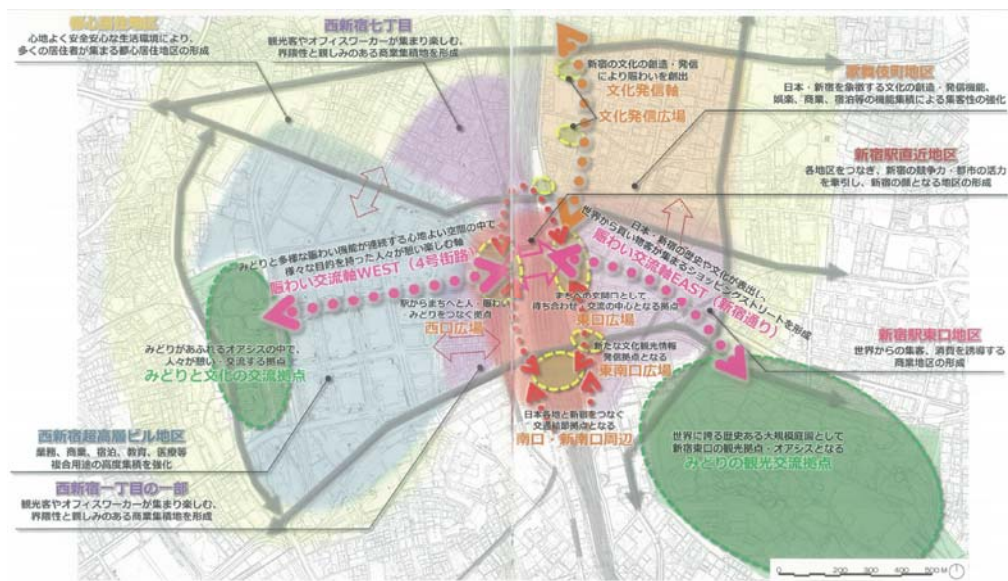 都心居住地区
心地よく安全安心な生活環境により、
多くの居住者が集まる都心居住地区の形成
西新宿七丁目
観光客やオフィスワーカーが集まり楽しむ、
界隈性と親しみのある商業集積地を形成
新宿の文化の創造・発信
により賑わいを創出
文化発信軸
文化発信広場
歌舞伎町地区
日本・新宿を象徴する文化の創造・発信機能、
娯楽、商業、宿泊等の機能集積による集客性の強化
新宿駅直近地区
各地区をつなぎ、新宿の競争力・都市の活力
を牽引し、新宿の顔となる地区の形成
みどりと多様な賑わい機能が連続する心地よい空間の中で
様々な目的を持った人々が憩い楽しむ軸
賑わい交流軸WEST(4号街路)
日本・新宿の歴史や文化が表出し、
世界から買い物客が集まるショッピングストリートを形成
賑わい交流軸EAST(新宿通り)
駅からまちへと人・賑わい
・みどりをつなぐ拠点
西口広場
まちへの玄関口として
待ち合わせ・交流の中心となる拠点
東口広場
新たな文化観光情報
発信拠点となる
東南口広場
新宿駅東口地区
世界からの集客、消費を誘導する
商業地区の形成
みどりがあふれるオアシスの中で、
人々が憩い・交流する拠点
みどりと文化の交流拠点
日本各地と新宿をつなぐ
交通結節拠点となる
南口・新南口周辺
西新宿超高層ビル地区
業務、商業、宿泊、教育、医療等
複合用途の高度集積を強化
世界に誇る歴史ある大規模庭園として
新宿東口の観光拠点・オアシスとなる
みどりの観光交流拠点
西新宿一丁目の一部
観光客やオフィスワーカーが集まり楽しむ、
界隈性と親しみのある商業集積地を形成
0 200 400 600 800 M